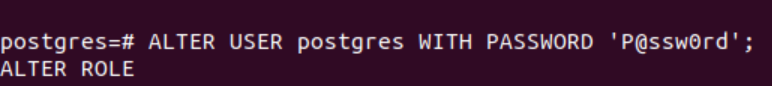 postgres=# ALTER USER postgres WITH PASSWORD 'P@ssw0rd';
ALTER ROLE